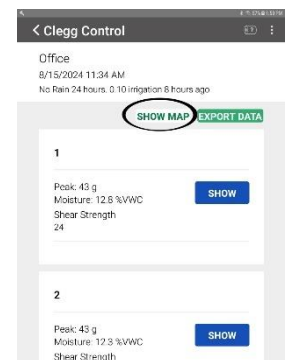 Clegg Control
Office
8/15/2024 11:34 AM
No Rain 24 hours. 0.10 irrigation 8 hours ago
SHOW MAP EXPORT DATA
1
Peak: 43 g
Moisture: 12.8 %VWC
Shear Strength
24
SHOW
2
Peak: 43 g
Moisture: 12.3 %VWC
Shear Strength
SHOW